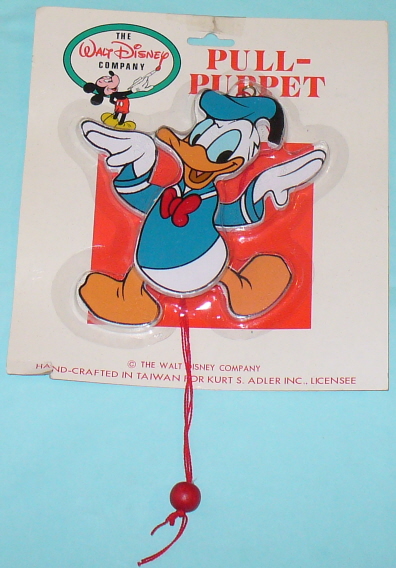 THE
WALT DISNEY
COMPANY
PULL-
PUPPET
© THE WALT DISNEY COMPANY
HAND-CRAFTED IN TAIWAN FOR KURT S. ADLER INC., LICENSEE